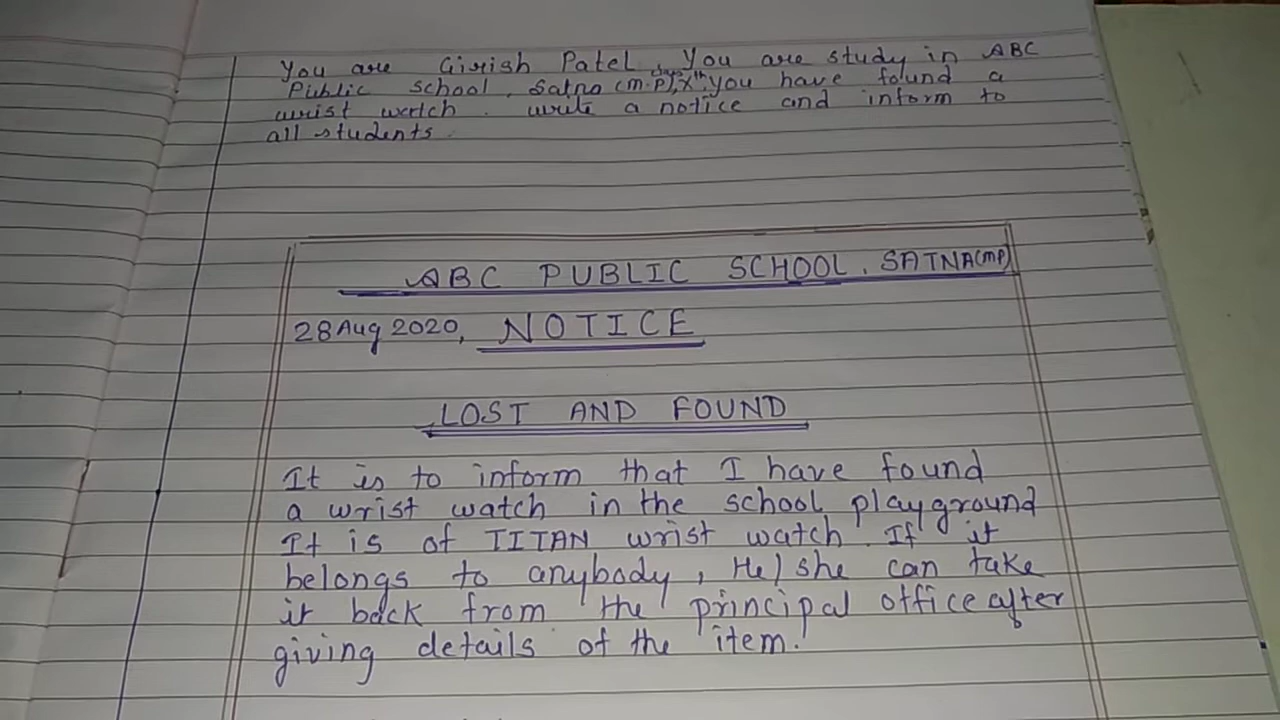 You are Girish Patel, You are study in ABC
Public school, Satna (M.P), Xth, You have found a
wrist watch. write a notice and inform to
all students.
ABC PUBLIC SCHOOL, SATNA(MP)
28 Aug 2020, NOTICE
LOST AND FOUND
It is to inform that I have found
a wrist watch in the school playground
It is of TITAN wrist watch. If it
belongs to anybody, He/she can take
it back from the principal office after
giving details of the item.